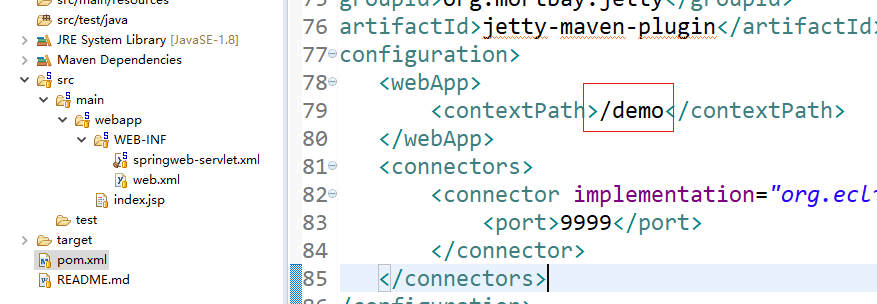 src/main/resources
src/test/java
JRE System Library [JavaSE-1.8]
Maven Dependencies
src
main
webapp
WEB-INF
springweb-servlet.xml
web.xml
index.jsp
test
target
pom.xml
README.md
75 groupId>org.mortbay.jetty</groupId>
76 artifactId>jetty-maven-plugin</artifactId>
77 configuration>
78 <webApp>
79 <contextPath>/demo</contextPath>
80 </webApp>
81 <connectors>
82 <connector implementation="org.ecl
83 <port>9999</port>
84 </connector>
85 </connectors>
86 /configuration>